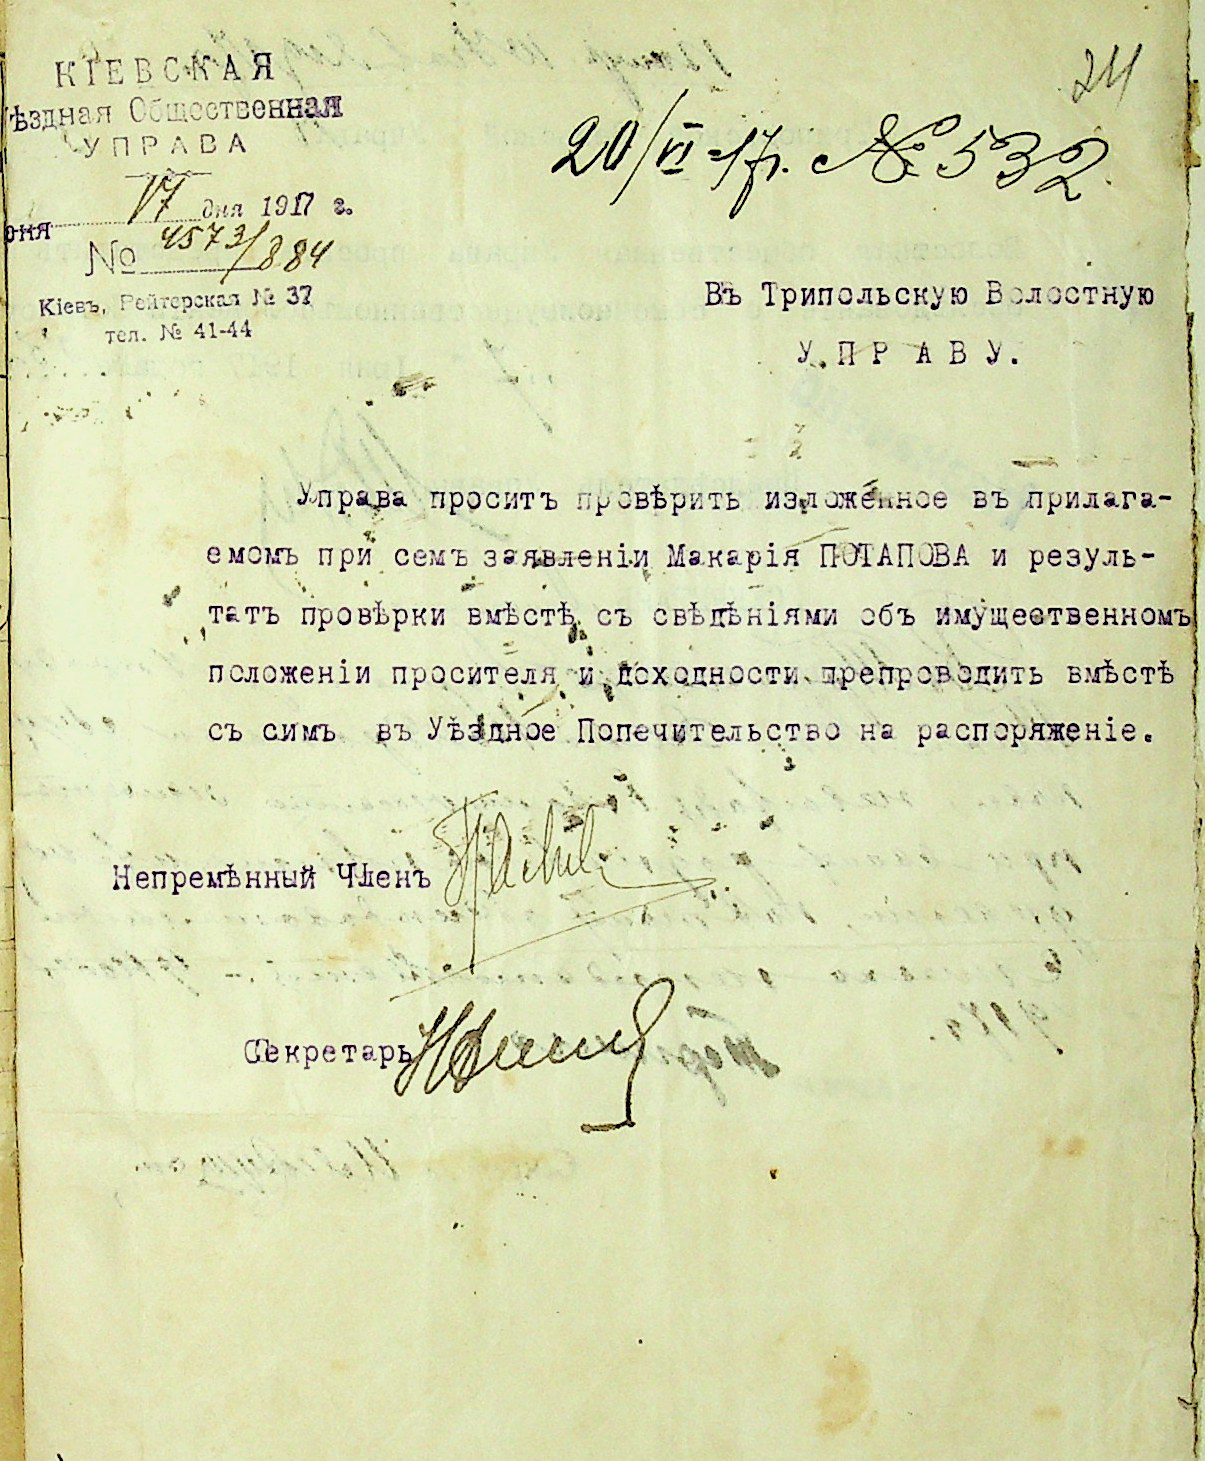 24
КІЕВСКАЯ
Уѣздная Общественная
УПРАВА
17 дня 1917 г.
№ 4573/884
Кіевъ, Рейтерская № 37
тел. № 41-44
20/VI-17г. № 532
Въ Трипольскую Волостную
УПРАВУ.
Управа проситъ провѣрить изложенное въ прилага-
емомъ при семъ заявленіи Макарія ПОТАПОВА и резуль-
татъ провѣрки вмѣстѣ съ свѣдѣніями объ имущественномъ
положеніи просителя и доходности препроводить вмѣстѣ
съ симъ въ Уѣздное Попечительство на распоряженіе.
Непремѣнный Членъ
Секретарь